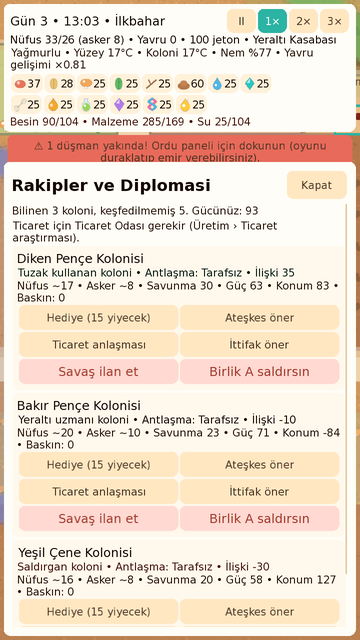 Gün 3 • 13:03 • İlkbahar
II
1×
2×
3×
Nüfus 33/26 (asker 8) • Yavru 0 • 100 jeton • Yeraltı Kasabası
Yağmurlu • Yüzey 17°C • Koloni 17°C • Nem %77 • Yavru
gelişimi ×0.81
37 28 25 25 25 60 25 25
25 25 25 25 25 25
Besin 90/104 • Malzeme 285/169 • Su 25/104
⚠ 1 düşman yakında! Ordu paneli için dokunun (oyunu
duraklatıp emir verebilirsiniz).
Rakipler ve Diplomasi
Kapat
Bilinen 3 koloni, keşfedilmemiş 5. Gücünüz: 93
Ticaret için Ticaret Odası gerekir (Üretim › Ticaret
araştırması).
Diken Pençe Kolonisi
Tuzak kullanan koloni • Antlaşma: Tarafsız • İlişki 35
Nüfus ~17 • Asker ~8 • Savunma 30 • Güç 63 • Konum 83 •
Baskın: 0
Hediye (15 yiyecek)
Ateşkes öner
Ticaret anlaşması
İttifak öner
Savaş ilan et
Birlik A saldırsın
Bakır Pençe Kolonisi
Yeraltı uzmanı koloni • Antlaşma: Tarafsız • İlişki -10
Nüfus ~20 • Asker ~10 • Savunma 23 • Güç 71 • Konum -84
• Baskın: 0
Hediye (15 yiyecek)
Ateşkes öner
Ticaret anlaşması
İttifak öner
Savaş ilan et
Birlik A saldırsın
Yeşil Çene Kolonisi
Saldırgan koloni • Antlaşma: Tarafsız • İlişki -30
Nüfus ~16 • Asker ~8 • Savunma 20 • Güç 58 • Konum 127
• Baskın: 0
Hediye (15 yiyecek)
Ateşkes öner